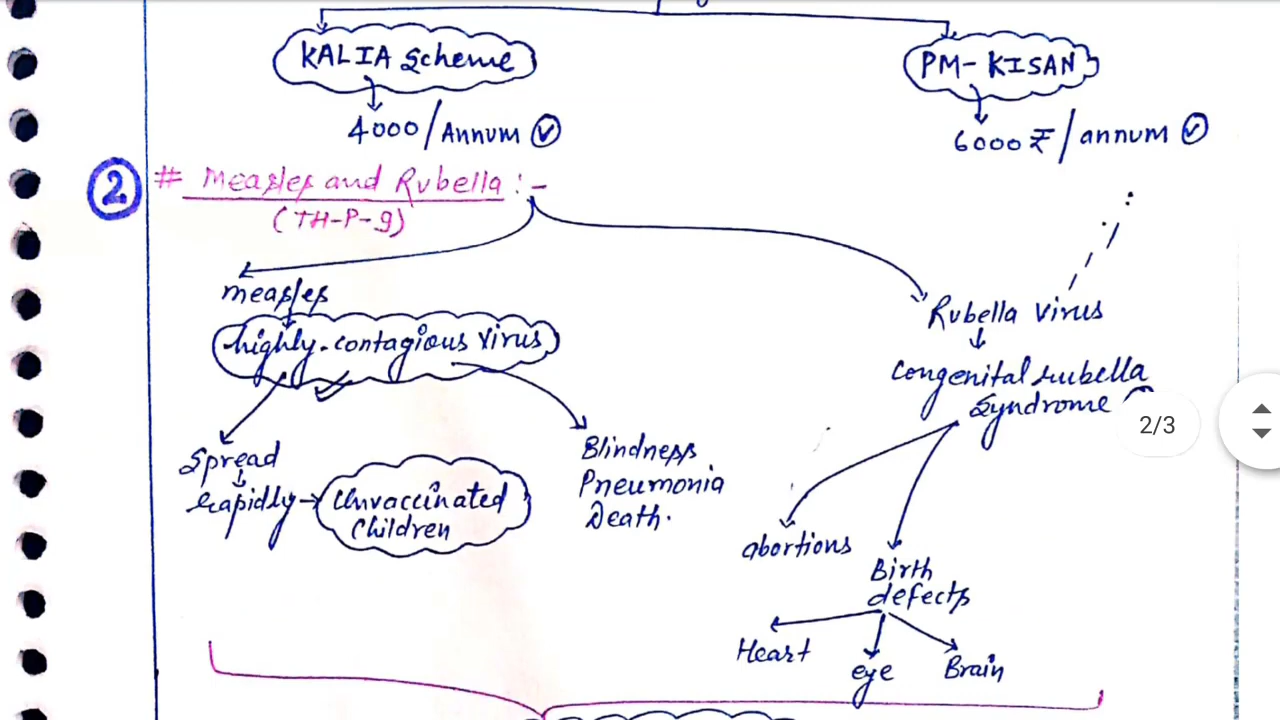 KALIA Scheme
PM-KISAN
4000/Annum
6000 ₹/annum
2
# Measles and Rubella :-
(TH-P-9)
measles
Rubella virus
highly-contagious virus
Congenital rubella
Syndrome
2/3
Spread
rapidly
Unvaccinated
Children
Blindness
Pneumonia
Death.
abortions
Birth
defects
Heart
eye
Brain